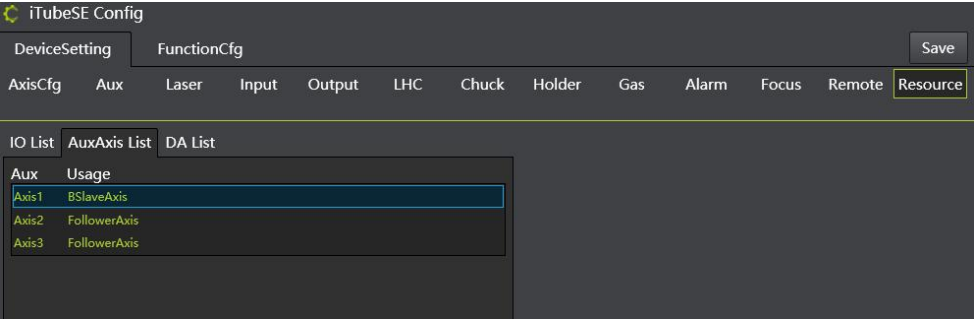 iTubeSE Config
DeviceSetting FunctionCfg Save
AxisCfg Aux Laser Input Output LHC Chuck Holder Gas Alarm Focus Remote Resource
IO List AuxAxis List DA List
Aux Usage
Axis1 BSlaveAxis
Axis2 FollowerAxis
Axis3 FollowerAxis